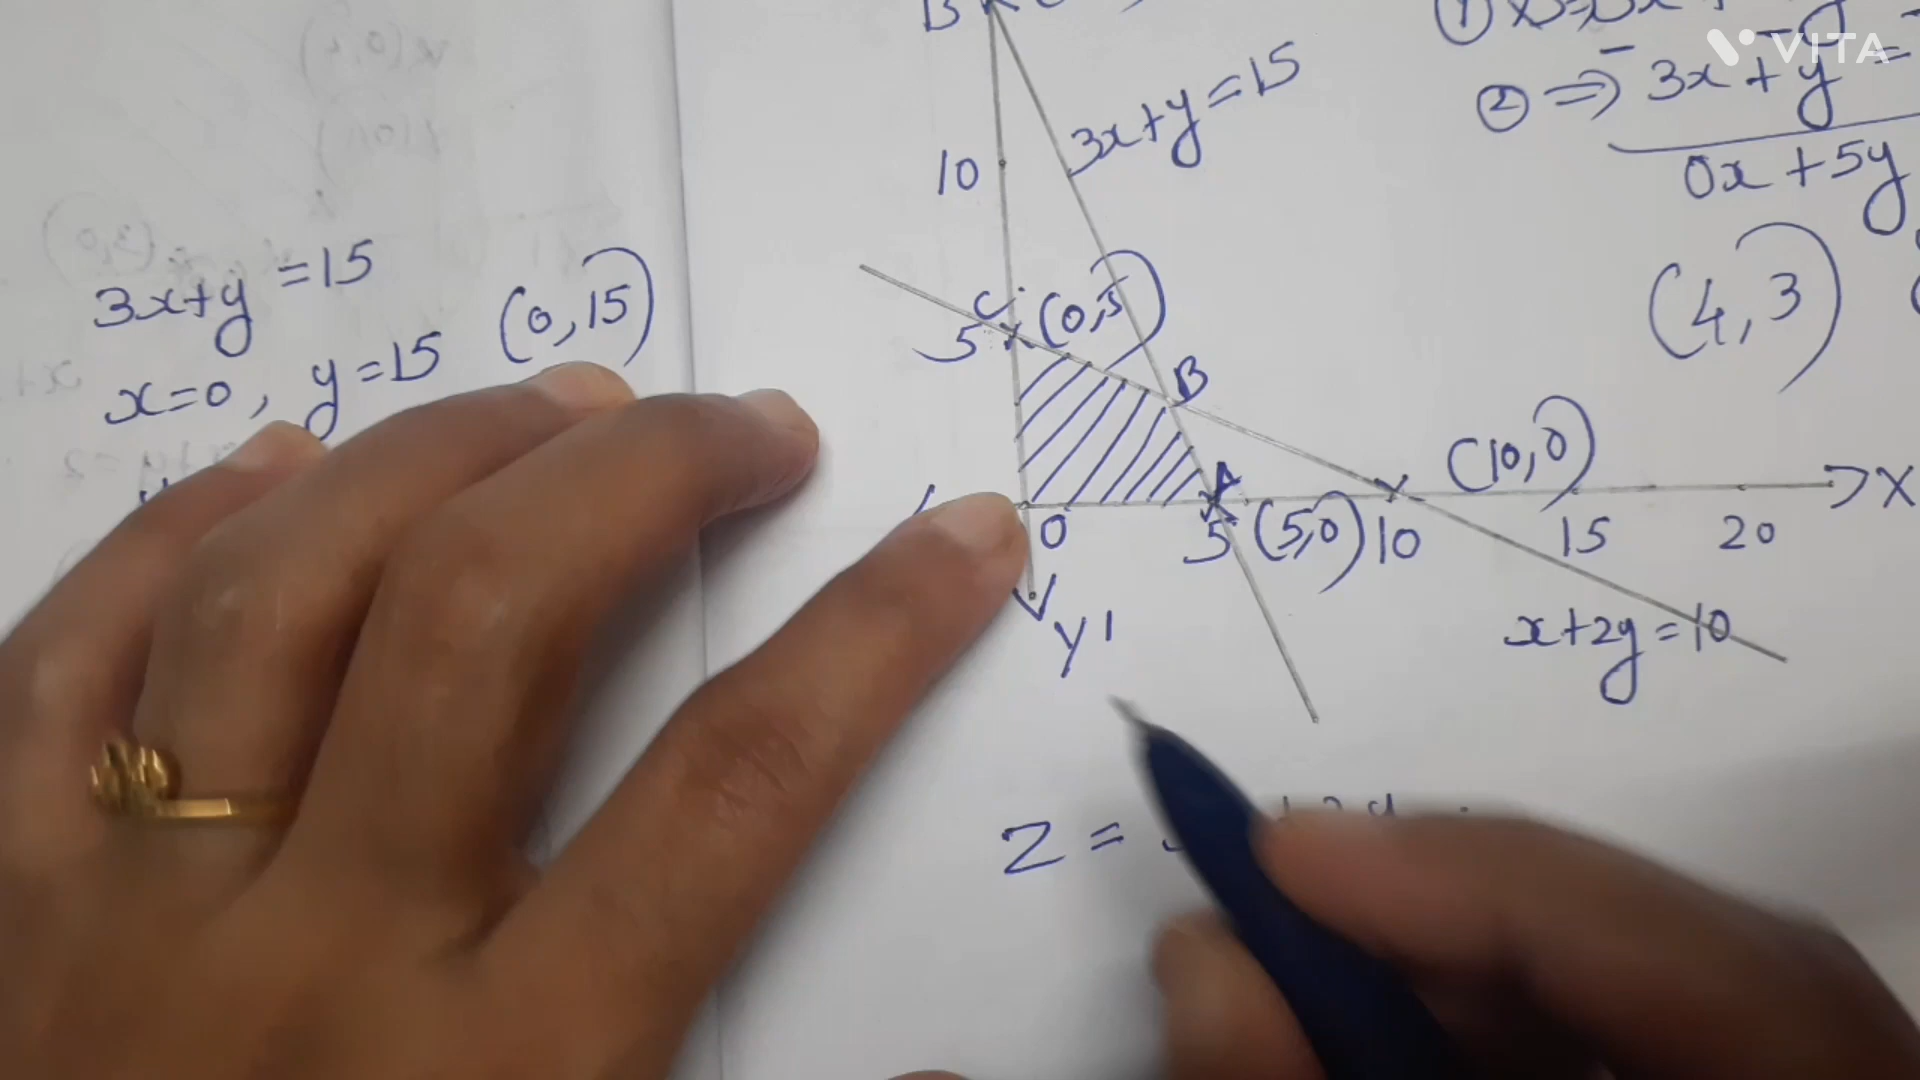 VITA
B
3x+y=15
② ⇒ 3x+y=
0x+5y
10
(4,3)
3x+y=15
x=0, y=15 (0,15)
C
5 (0,5)
B
A
(10,0)
X
0 5 (5,0) 10 15 20
Y'
x+2y=10
Z =